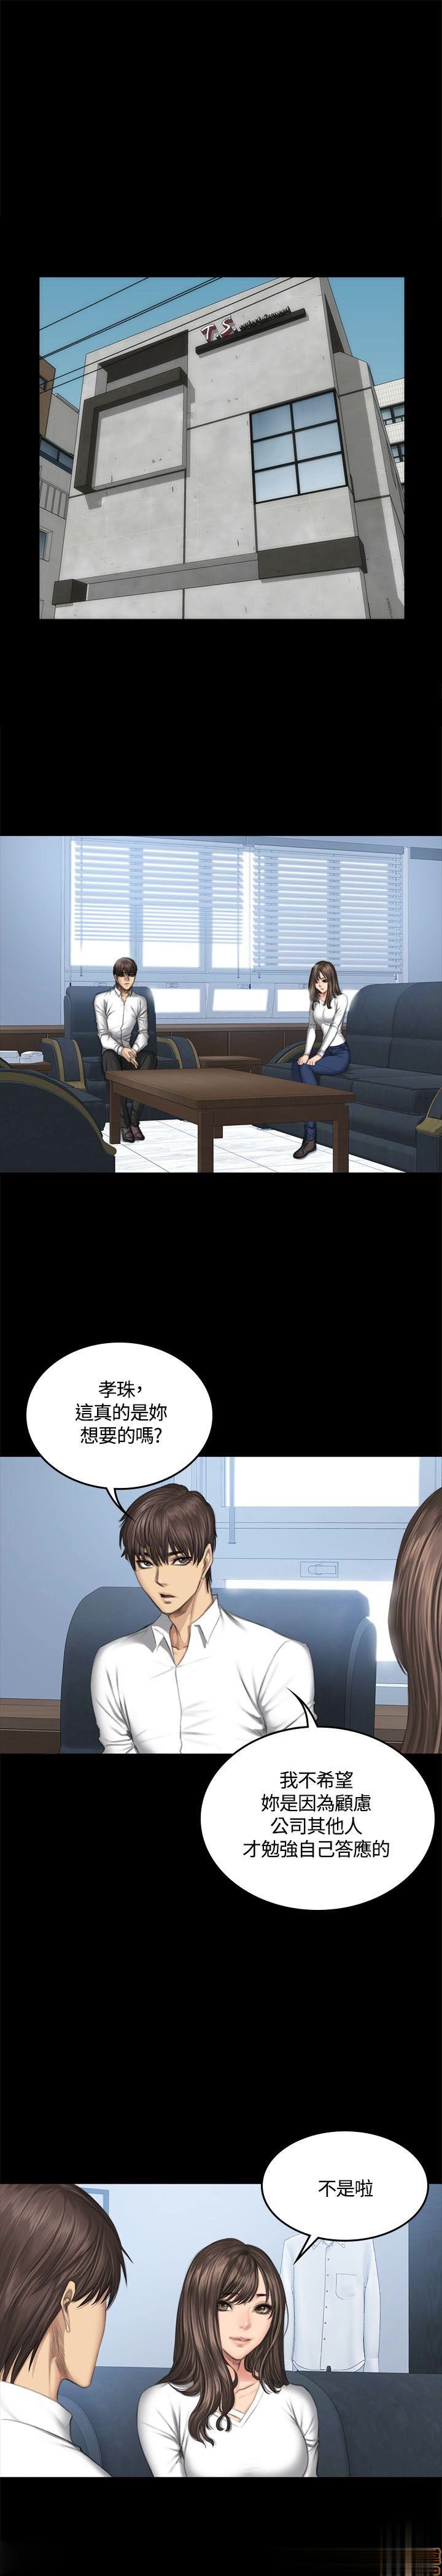 T.S.
孝珠,
這真的是妳
想要的嗎?
我不希望
妳是因為顧慮
公司其他人
才勉強自己答應的
不是啦